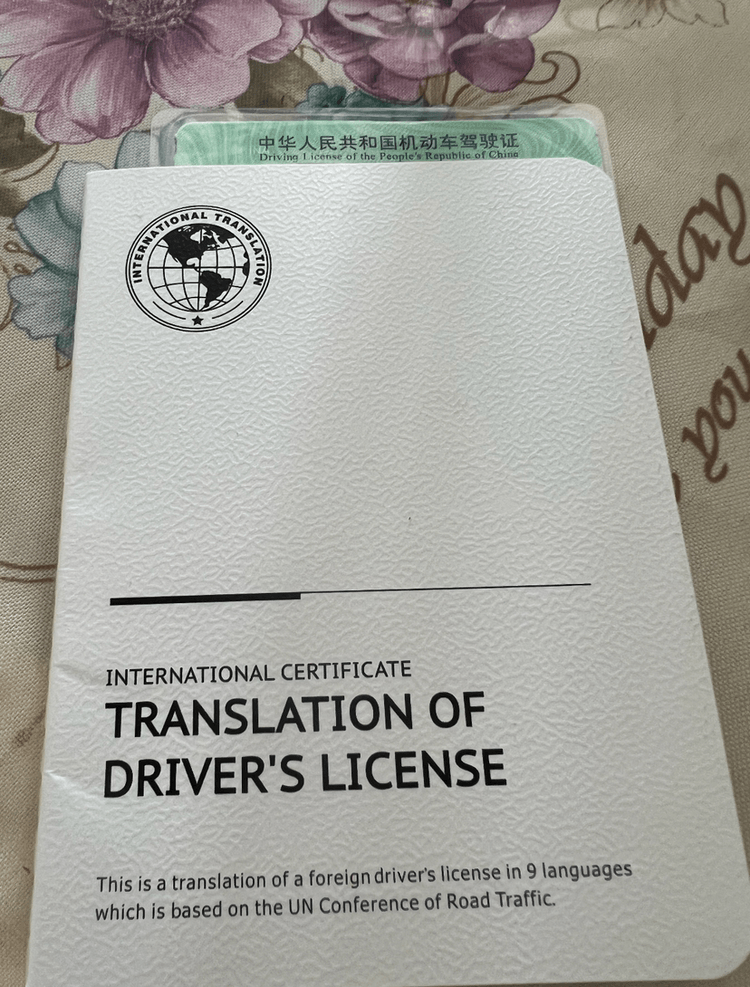 中华人民共和国机动车驾驶证
Driving License of the People's Republic of China
INTERNATIONAL TRANSLATION
INTERNATIONAL CERTIFICATE
TRANSLATION OF
DRIVER'S LICENSE
This is a translation of a foreign driver's license in 9 languages
which is based on the UN Conference of Road Traffic.